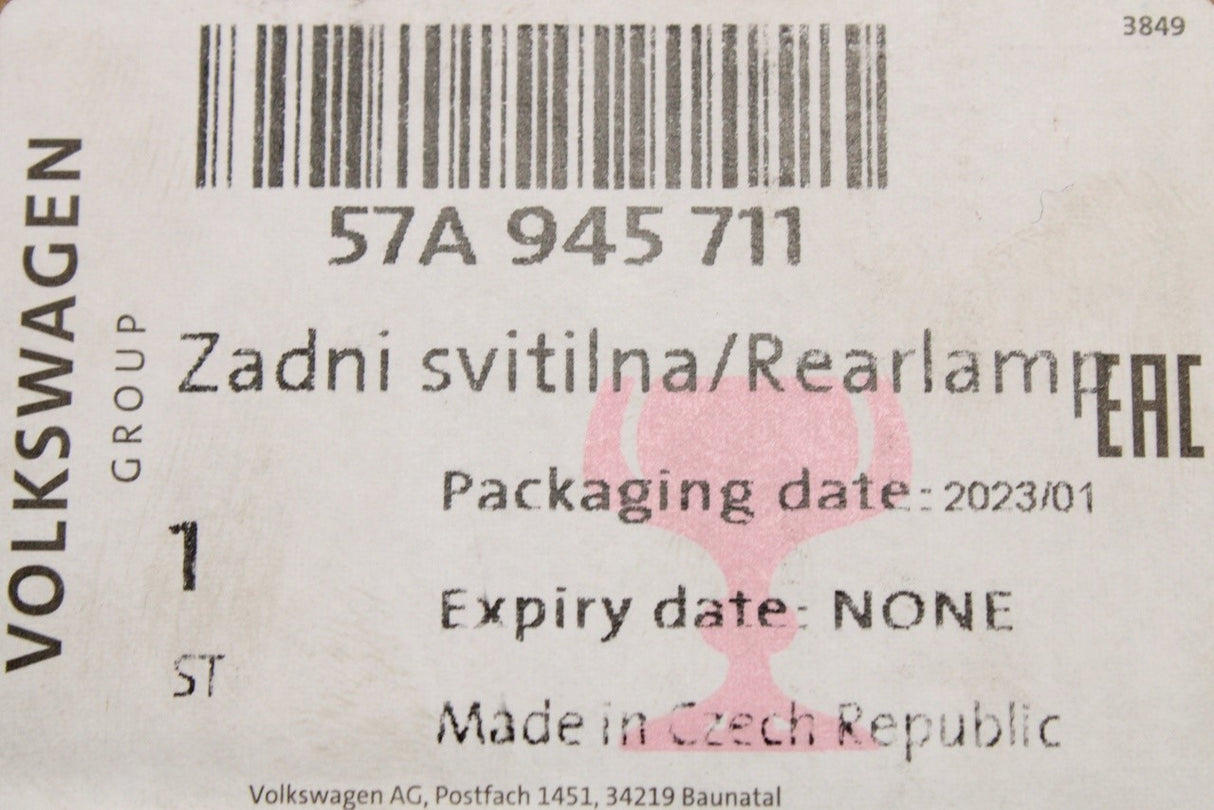 3849
57A 945 711
VOLKSWAGEN
GROUP
Zadni svitilna/Rearlamp
EAC
Packaging date: 2023/01
1
Expiry date: NONE
ST
Made in Czech Republic
Volkswagen AG, Postfach 1451, 34219 Baunatal